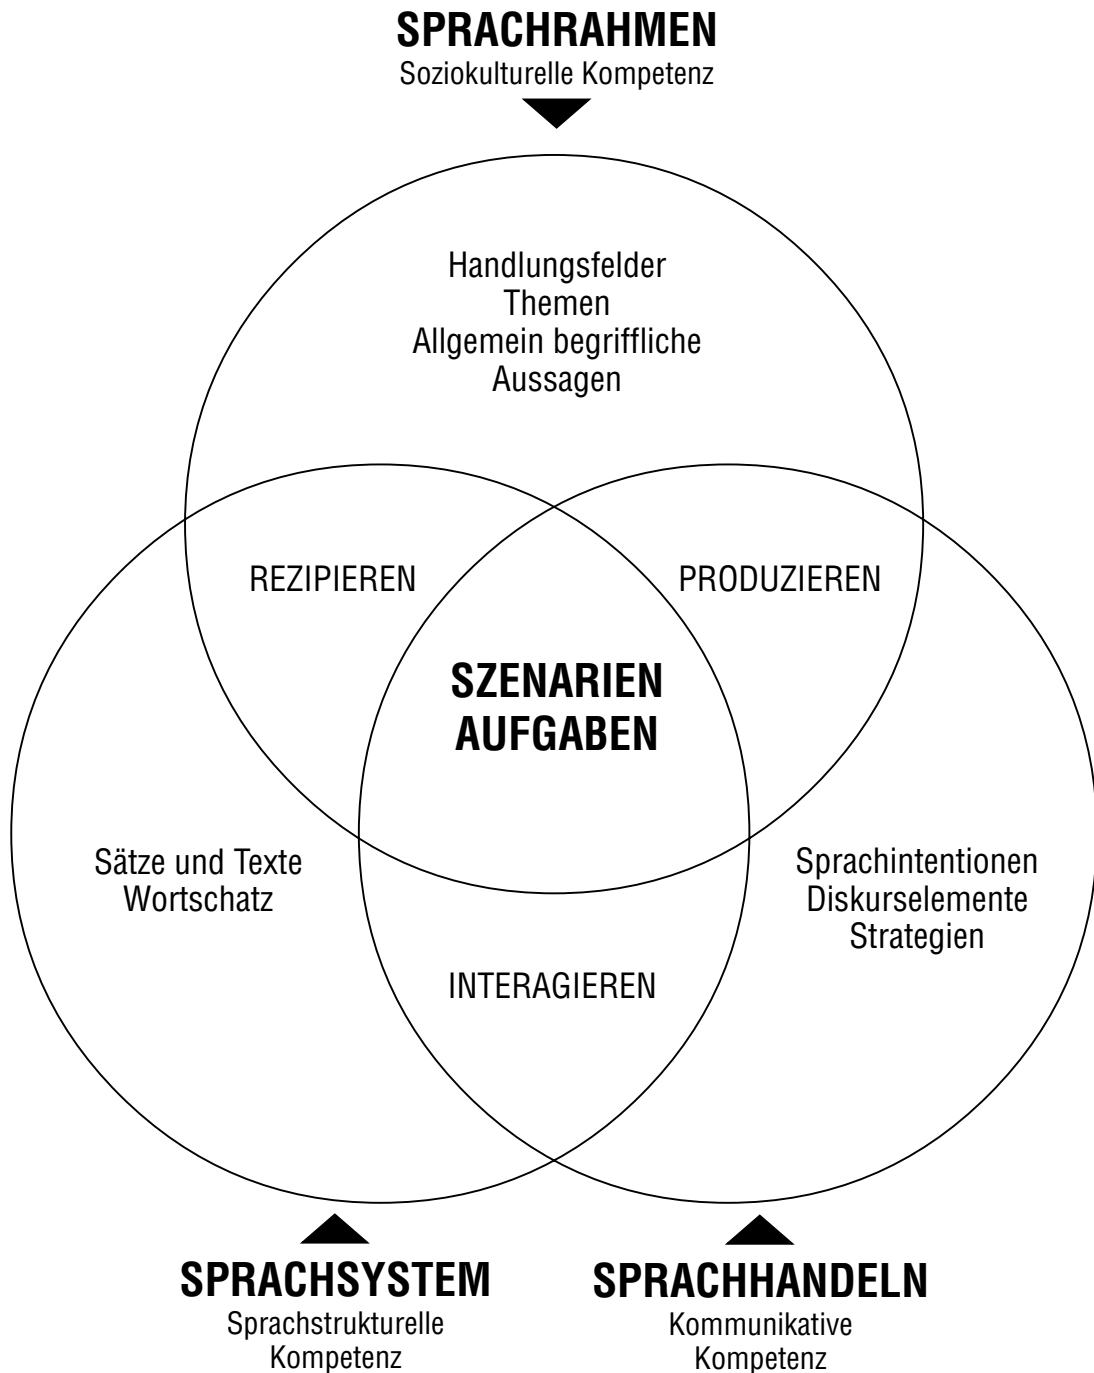 SPRACHRAHMEN
Soziokulturelle Kompetenz
Handlungsfelder
Themen
Allgemein begriffliche
Aussagen
REZIPIEREN
PRODUZIEREN
SZENARIEN
AUFGABEN
Sätze und Texte
Wortschatz
Sprachintentionen
Diskurselemente
Strategien
INTERAGIEREN
SPRACHSYSTEM
Sprachstrukturelle
Kompetenz
SPRACHHANDELN
Kommunikative
Kompetenz